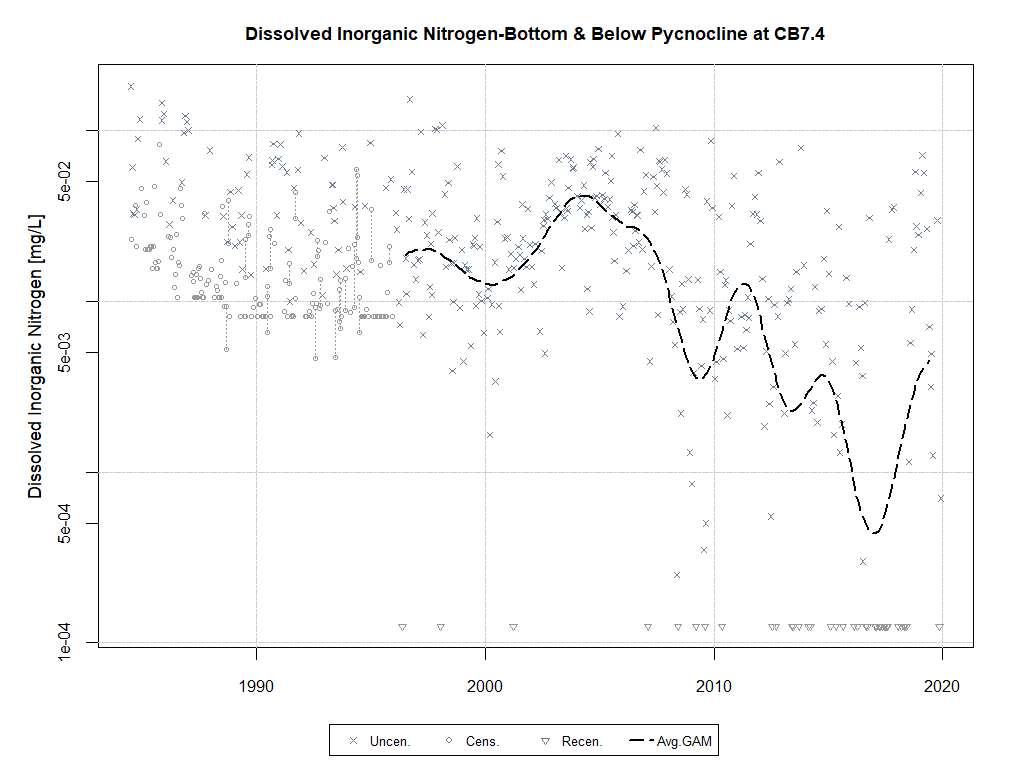 Dissolved Inorganic Nitrogen-Bottom & Below Pycnocline at CB7.4
Dissolved Inorganic Nitrogen [mg/L]
5e-02
5e-03
5e-04
1e-04
1990 2000 2010 2020
Uncen. Cens. Recen. Avg.GAM